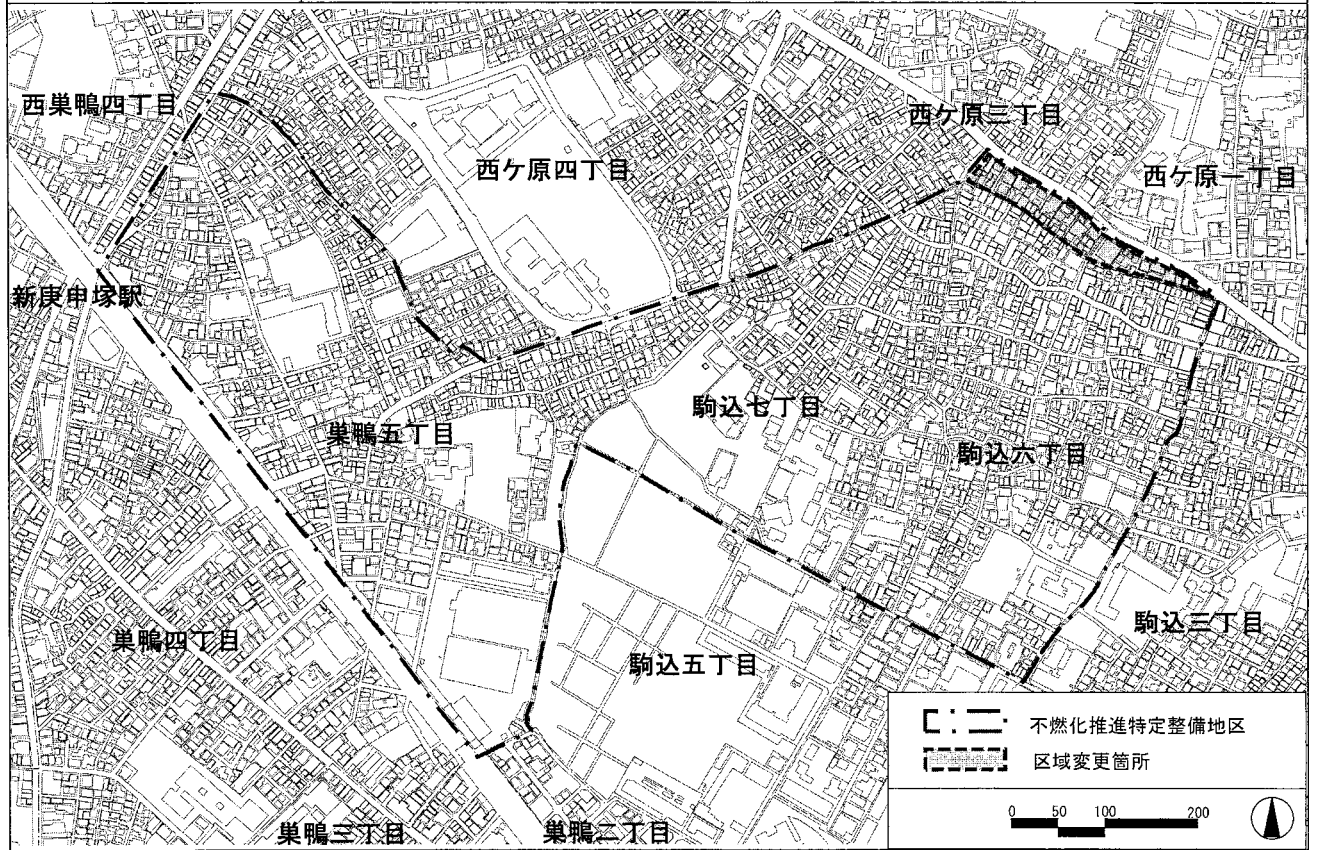 西巣鴨四丁目
西ケ原三丁目
西ケ原四丁目
西ケ原一丁目
新庚申塚駅
駒込七丁目
巣鴨五丁目
駒込六丁目
駒込三丁目
巣鴨四丁目
駒込五丁目
不燃化推進特定整備地区
区域変更箇所
0 50 100 200
巣鴨三丁目
巣鴨二丁目